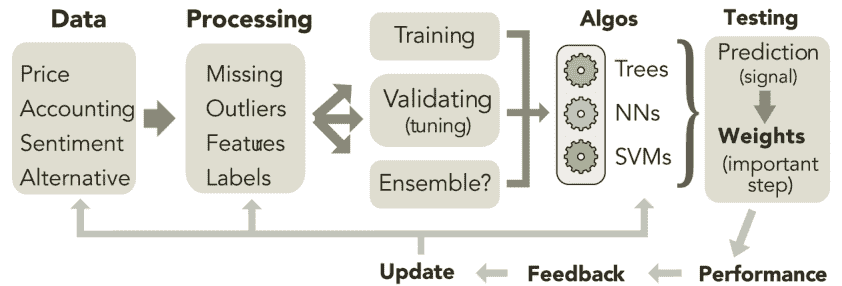 Data
Price
Accounting
Sentiment
Alternative
Processing
Missing
Outliers
Features
Labels
Training
Validating
(tuning)
Ensemble?
Algos
Trees
NNs
SVMs
Testing
Prediction
(signal)
Weights
(important
step)
Performance
Feedback
Update